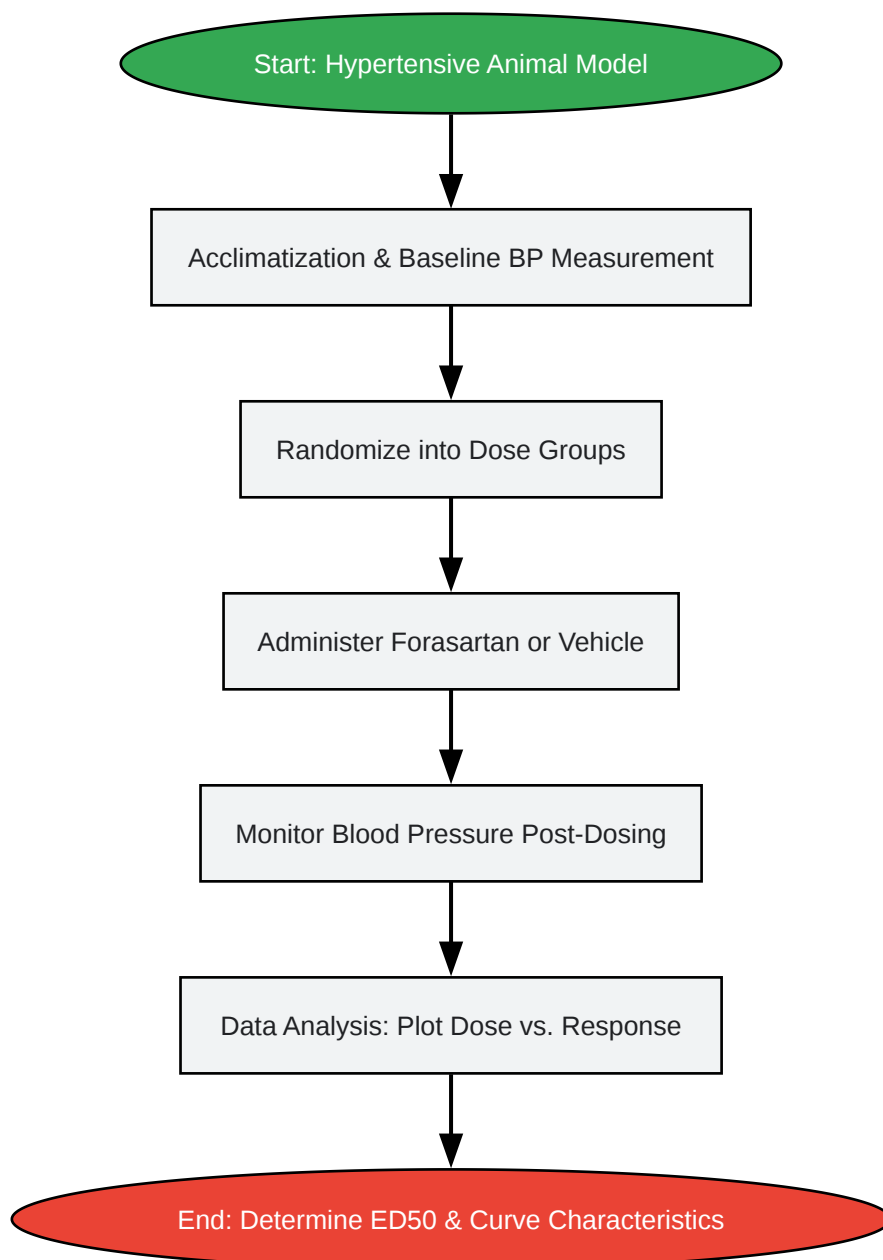 Start: Hypertensive Animal Model
Acclimatization & Baseline BP Measurement
Randomize into Dose Groups
Administer Forasartan or Vehicle
Monitor Blood Pressure Post-Dosing
Data Analysis: Plot Dose vs. Response
End: Determine ED50 & Curve Characteristics